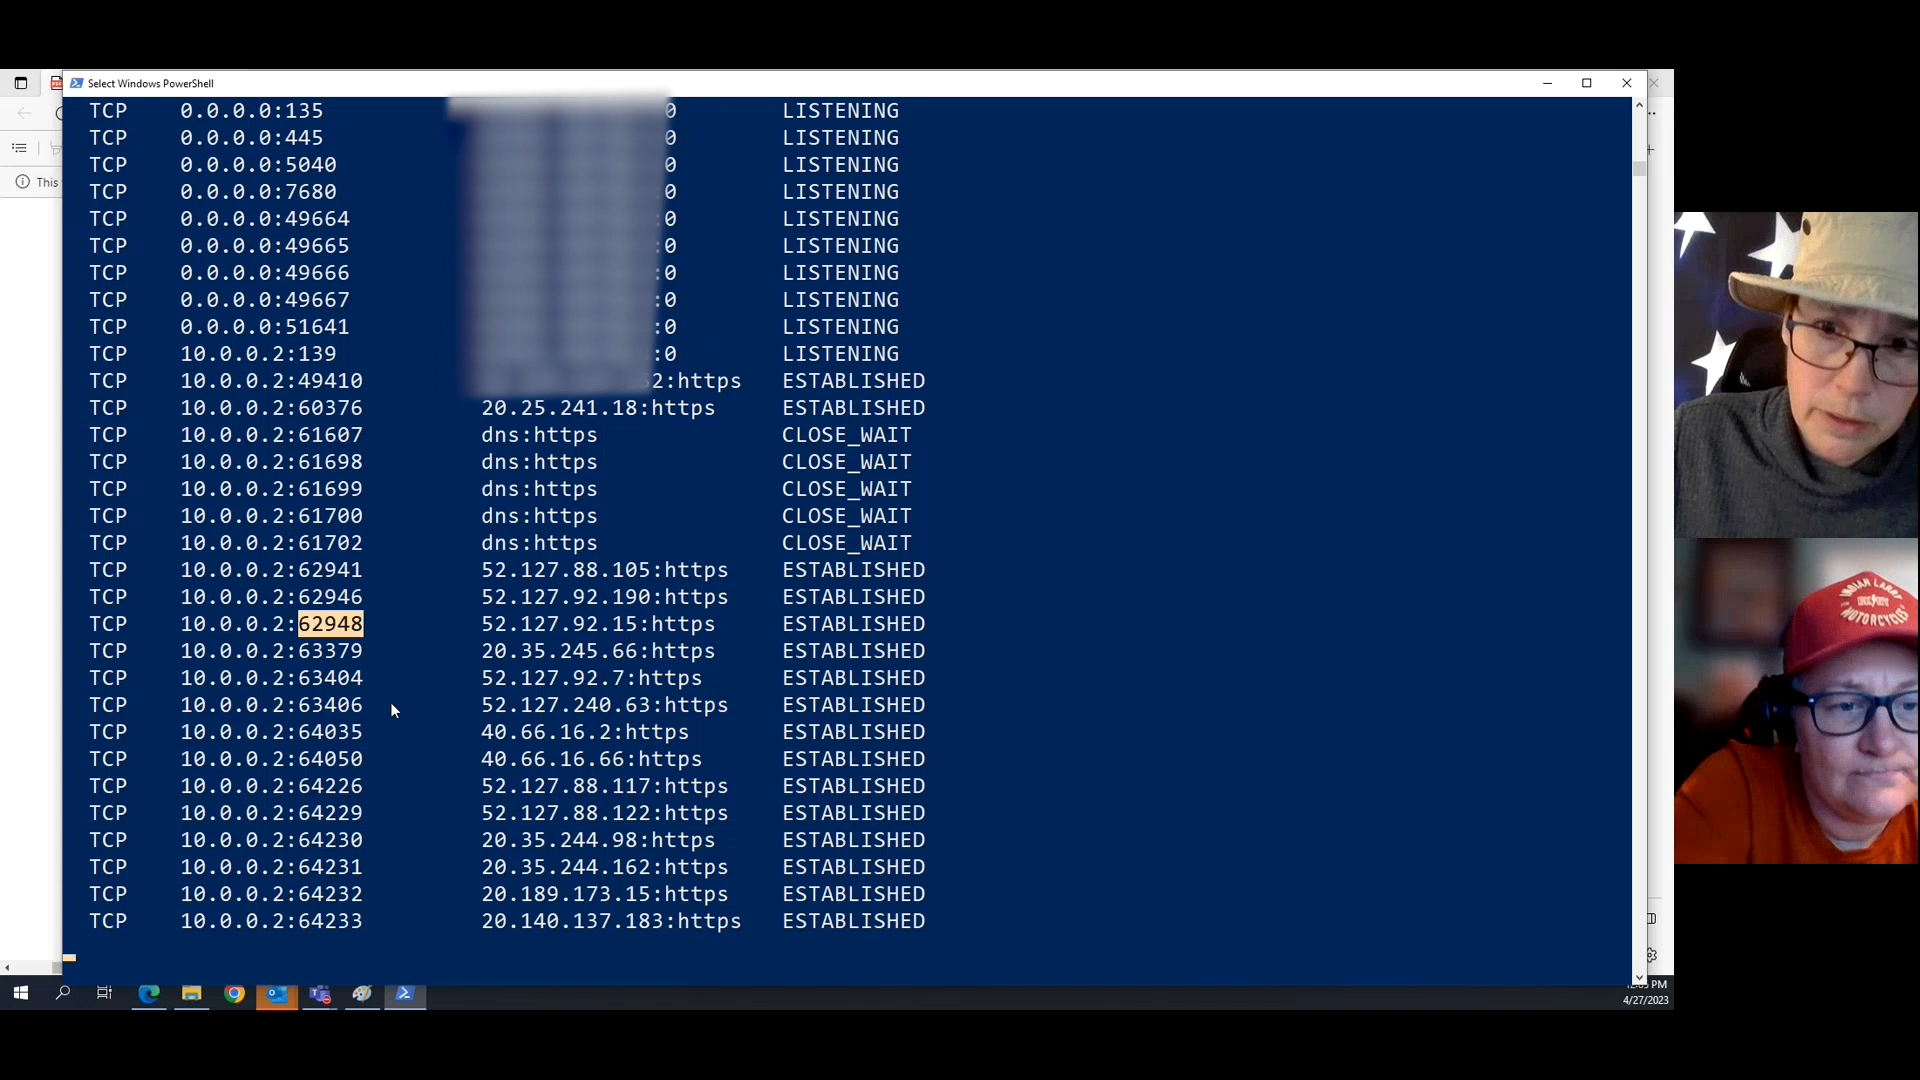 Select Windows PowerShell
TCP 0.0.0.0:135 0 LISTENING
TCP 0.0.0.0:445 0 LISTENING
TCP 0.0.0.0:5040 0 LISTENING
TCP 0.0.0.0:7680 :0 LISTENING
TCP 0.0.0.0:49664 :0 LISTENING
TCP 0.0.0.0:49665 :0 LISTENING
TCP 0.0.0.0:49666 :0 LISTENING
TCP 0.0.0.0:49667 :0 LISTENING
TCP 0.0.0.0:51641 :0 LISTENING
TCP 10.0.0.2:139 :0 LISTENING
TCP 10.0.0.2:49410 2:https ESTABLISHED
TCP 10.0.0.2:60376 20.25.241.18:https ESTABLISHED
TCP 10.0.0.2:61607 dns:https CLOSE_WAIT
TCP 10.0.0.2:61698 dns:https CLOSE_WAIT
TCP 10.0.0.2:61699 dns:https CLOSE_WAIT
TCP 10.0.0.2:61700 dns:https CLOSE_WAIT
TCP 10.0.0.2:61702 dns:https CLOSE_WAIT
TCP 10.0.0.2:62941 52.127.88.105:https ESTABLISHED
TCP 10.0.0.2:62946 52.127.92.190:https ESTABLISHED
TCP 10.0.0.2:62948 52.127.92.15:https ESTABLISHED
TCP 10.0.0.2:63379 20.35.245.66:https ESTABLISHED
TCP 10.0.0.2:63404 52.127.92.7:https ESTABLISHED
TCP 10.0.0.2:63406 52.127.240.63:https ESTABLISHED
TCP 10.0.0.2:64035 40.66.16.2:https ESTABLISHED
TCP 10.0.0.2:64050 40.66.16.66:https ESTABLISHED
TCP 10.0.0.2:64226 52.127.88.117:https ESTABLISHED
TCP 10.0.0.2:64229 52.127.88.122:https ESTABLISHED
TCP 10.0.0.2:64230 20.35.244.98:https ESTABLISHED
TCP 10.0.0.2:64231 20.35.244.162:https ESTABLISHED
TCP 10.0.0.2:64232 20.189.173.15:https ESTABLISHED
TCP 10.0.0.2:64233 20.140.137.183:https ESTABLISHED
This
PM
4/27/2023
INDIAN LARRY
MOTORCYCLES